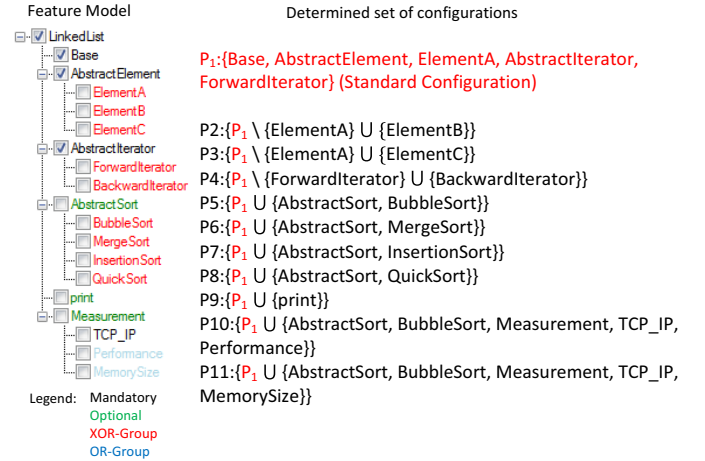 Feature Model
Determined set of configurations
LinkedList
Base
AbstractElement
ElementA
ElementB
ElementC
AbstractIterator
ForwardIterator
BackwardIterator
AbstractSort
BubbleSort
MergeSort
InsertionSort
QuickSort
print
Measurement
TCP_IP
Performance
MemorySize
Legend: Mandatory
Optional
XOR-Group
OR-Group
P1:{Base, AbstractElement, ElementA, AbstractIterator,
ForwardIterator} (Standard Configuration)
P2:{P1 \ {ElementA} ∪ {ElementB}}
P3:{P1 \ {ElementA} ∪ {ElementC}}
P4:{P1 \ {ForwardIterator} ∪ {BackwardIterator}}
P5:{P1 ∪ {AbstractSort, BubbleSort}}
P6:{P1 ∪ {AbstractSort, MergeSort}}
P7:{P1 ∪ {AbstractSort, InsertionSort}}
P8:{P1 ∪ {AbstractSort, QuickSort}}
P9:{P1 ∪ {print}}
P10:{P1 ∪ {AbstractSort, BubbleSort, Measurement, TCP_IP,
Performance}}
P11:{P1 ∪ {AbstractSort, BubbleSort, Measurement, TCP_IP,
MemorySize}}